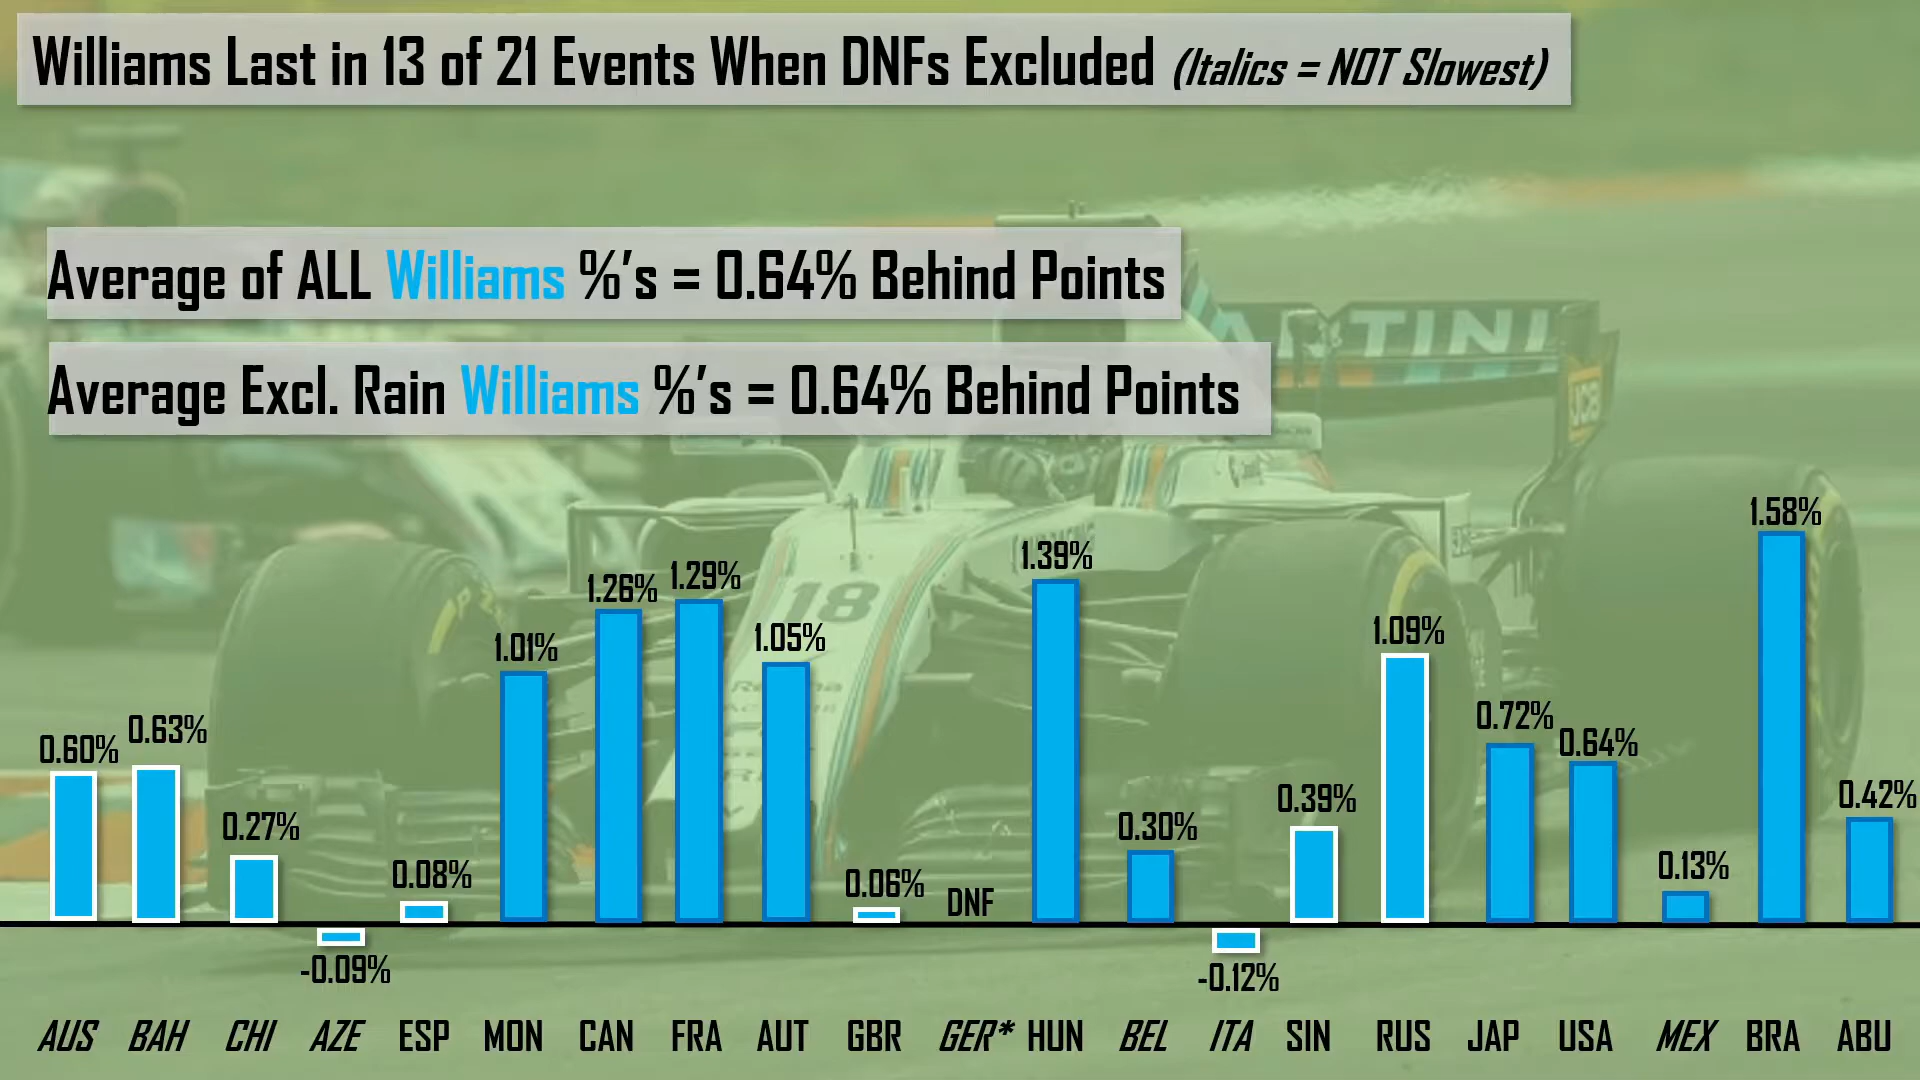 Williams Last in 13 of 21 Events When DNFs Excluded (Italics = NOT Slowest)
Average of ALL Williams %'s = 0.64% Behind Points
Average Excl. Rain Williams %'s = 0.64% Behind Points
ARTINI
JCB
18
0.60% 0.63% 0.27% -0.09% 0.08% 1.01% 1.26% 1.29% 1.05% 0.06% DNF 1.39% 0.30% -0.12% 0.39% 1.09% 0.72% 0.64% 0.13% 1.58% 0.42%
AUS BAH CHI AZE ESP MON CAN FRA AUT GBR GER* HUN BEL ITA SIN RUS JAP USA MEX BRA ABU